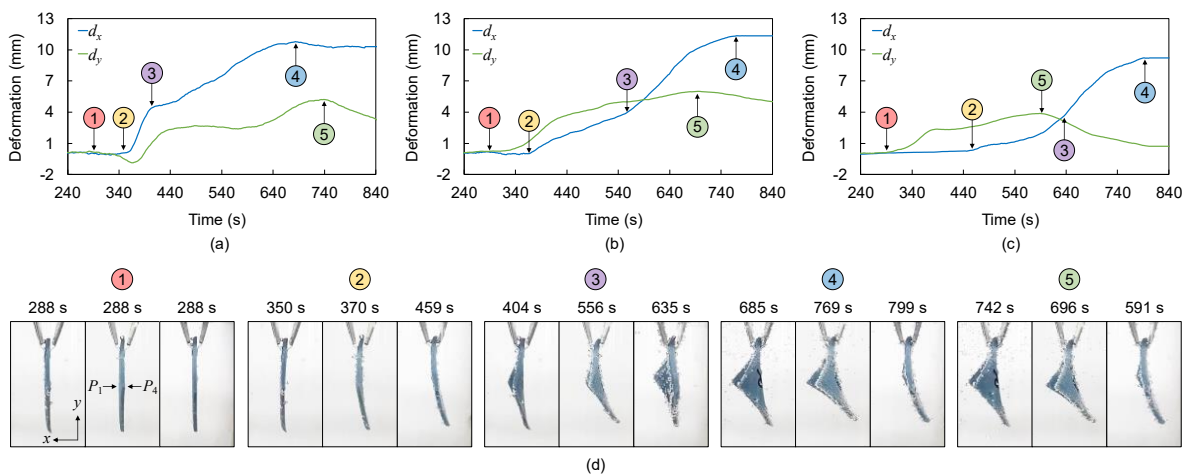 Deformation (mm)
13
10
7
4
1
-2
dx
dy
1
2
3
4
5
240 340 440 540 640 740 840
Time (s)
(a)
Deformation (mm)
13
10
7
4
1
-2
dx
dy
1
2
3
4
5
240 340 440 540 640 740 840
Time (s)
(b)
Deformation (mm)
13
10
7
4
1
-2
dx
dy
1
2
5
3
4
240 340 440 540 640 740 840
Time (s)
(c)
1
288 s 288 s 288 s
P1 P4
y
x
2
350 s 370 s 459 s
3
404 s 556 s 635 s
4
685 s 769 s 799 s
5
742 s 696 s 591 s
(d)